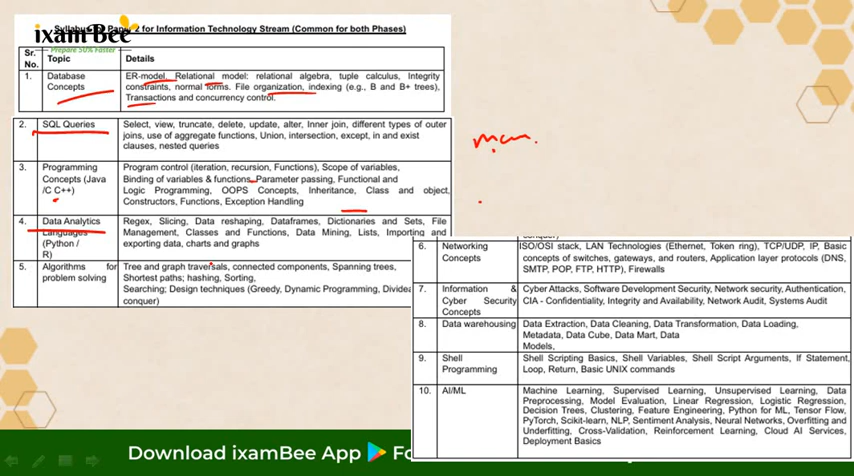 Syllabus Paper 2 for Information Technology Stream (Common for both Phases)
ixamBee
Prepare 50% Faster
Sr. No. Topic Details
1. Database Concepts
ER-model, Relational model: relational algebra, tuple calculus, Integrity
constraints, normal forms. File organization, indexing (e.g., B and B+ trees),
Transactions and concurrency control.
2. SQL Queries
Select, view, truncate, delete, update, alter, Inner join, different types of outer
joins, use of aggregate functions, Union, intersection, except, in and exist
clauses, nested queries
3. Programming Concepts (Java /C C++)
Program control (iteration, recursion, Functions), Scope of variables,
Binding of variables & functions, Parameter passing, Functional and
Logic Programming, OOPS Concepts, Inheritance, Class and object,
Constructors, Functions, Exception Handling
4. Data Analytics Languages (Python / R)
Regex, Slicing, Data reshaping, Dataframes, Dictionaries and Sets, File
Management, Classes and Functions, Data Mining, Lists, Importing and
exporting data, charts and graphs
5. Algorithms for problem solving
Tree and graph traversals, connected components, Spanning trees,
Shortest paths; hashing, Sorting,
Searching; Design techniques (Greedy, Dynamic Programming, Divide
conquer)
6. Networking Concepts
ISO/OSI stack, LAN Technologies (Ethernet, Token ring), TCP/UDP, IP, Basic
concepts of switches, gateways, and routers, Application layer protocols (DNS,
SMTP, POP, FTP, HTTP), Firewalls
7. Information & Cyber Security Concepts
Cyber Attacks, Software Development Security, Network security, Authentication,
CIA - Confidentiality, Integrity and Availability, Network Audit, Systems Audit
8. Data warehousing
Data Extraction, Data Cleaning, Data Transformation, Data Loading,
Metadata, Data Cube, Data Mart, Data
Models,
9. Shell Programming
Shell Scripting Basics, Shell Variables, Shell Script Arguments, If Statement,
Loop, Return, Basic UNIX commands
10. AI/ML
Machine Learning, Supervised Learning, Unsupervised Learning, Data
Preprocessing, Model Evaluation, Linear Regression, Logistic Regression,
Decision Trees, Clustering, Feature Engineering, Python for ML, Tensor Flow,
PyTorch, Scikit-learn, NLP, Sentiment Analysis, Neural Networks, Overfitting and
Underfitting, Cross-Validation, Reinforcement Learning, Cloud AI Services,
Deployment Basics
Download ixamBee App